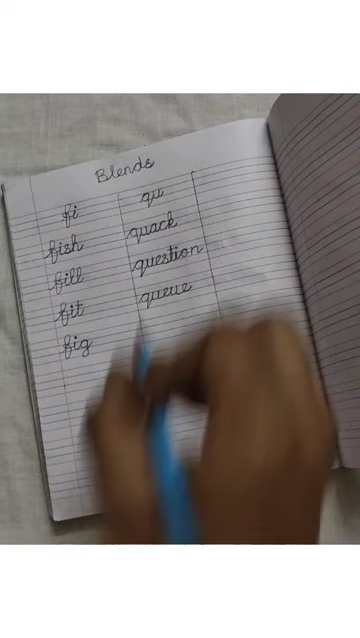 Blends
fi qu
fish quack
fill question
fit queue
fig